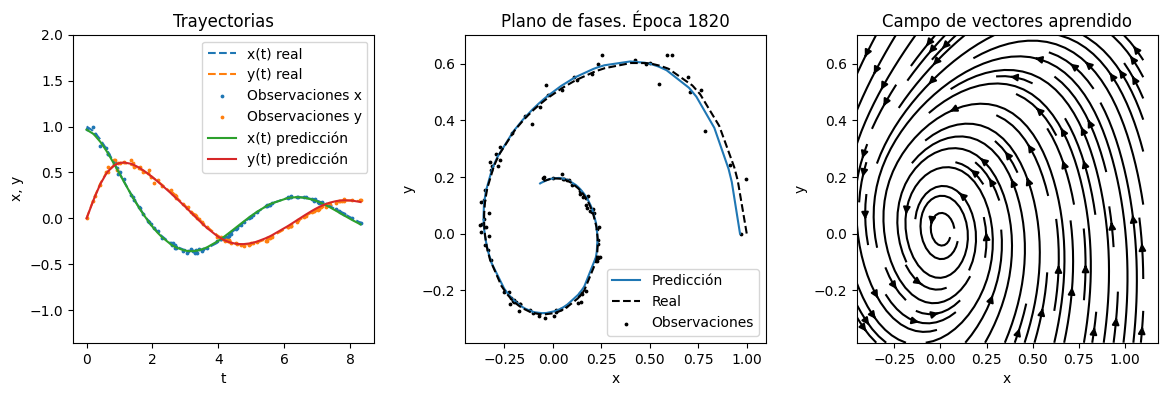 Trayectorias
2.0
1.5
1.0
0.5
0.0
−0.5
−1.0
x, y
0 2 4 6 8
t
x(t) real
y(t) real
Observaciones x
Observaciones y
x(t) predicción
y(t) predicción
Plano de fases. Época 1820
0.6
0.4
0.2
0.0
−0.2
y
−0.25 0.00 0.25 0.50 0.75 1.00
x
Predicción
Real
Observaciones
Campo de vectores aprendido
0.6
0.4
0.2
0.0
−0.2
y
−0.25 0.00 0.25 0.50 0.75 1.00
x